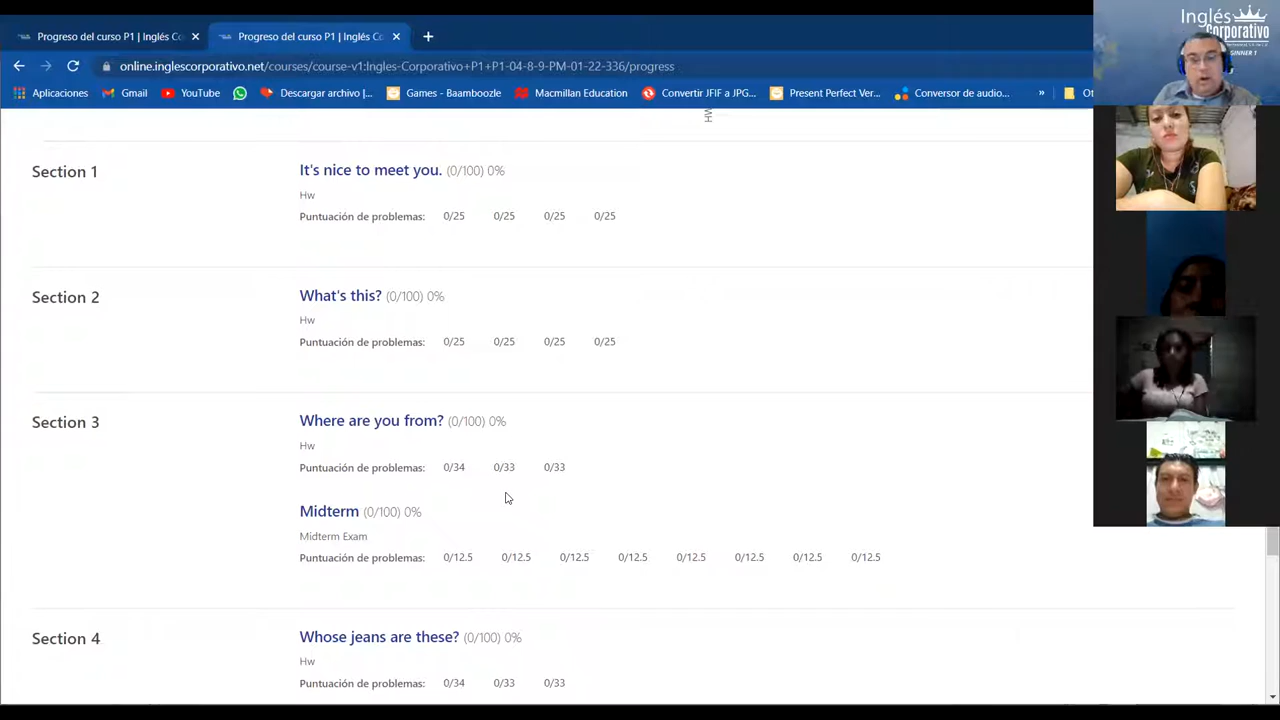 Progreso del curso P1 | Inglés Co
Progreso del curso P1 | Inglés Co
online.inglescorporativo.net/courses/course-v1:Ingles-Corporativo+P1+P1-04-8-9-PM-01-22-336/progress
Aplicaciones
Gmail
YouTube
Descargar archivo |...
Games - Baamboozle
Macmillan Education
Convertir JFIF a JPG...
Present Perfect Ver...
Conversor de audio...
»
Ot
Inglés
Corporativo
HW
Section 1
It's nice to meet you. (0/100) 0%
Hw
Puntuación de problemas: 0/25 0/25 0/25 0/25
Section 2
What's this? (0/100) 0%
Hw
Puntuación de problemas: 0/25 0/25 0/25 0/25
Section 3
Where are you from? (0/100) 0%
Hw
Puntuación de problemas: 0/34 0/33 0/33
Midterm (0/100) 0%
Midterm Exam
Puntuación de problemas: 0/12.5 0/12.5 0/12.5 0/12.5 0/12.5 0/12.5 0/12.5 0/12.5
Section 4
Whose jeans are these? (0/100) 0%
Hw
Puntuación de problemas: 0/34 0/33 0/33